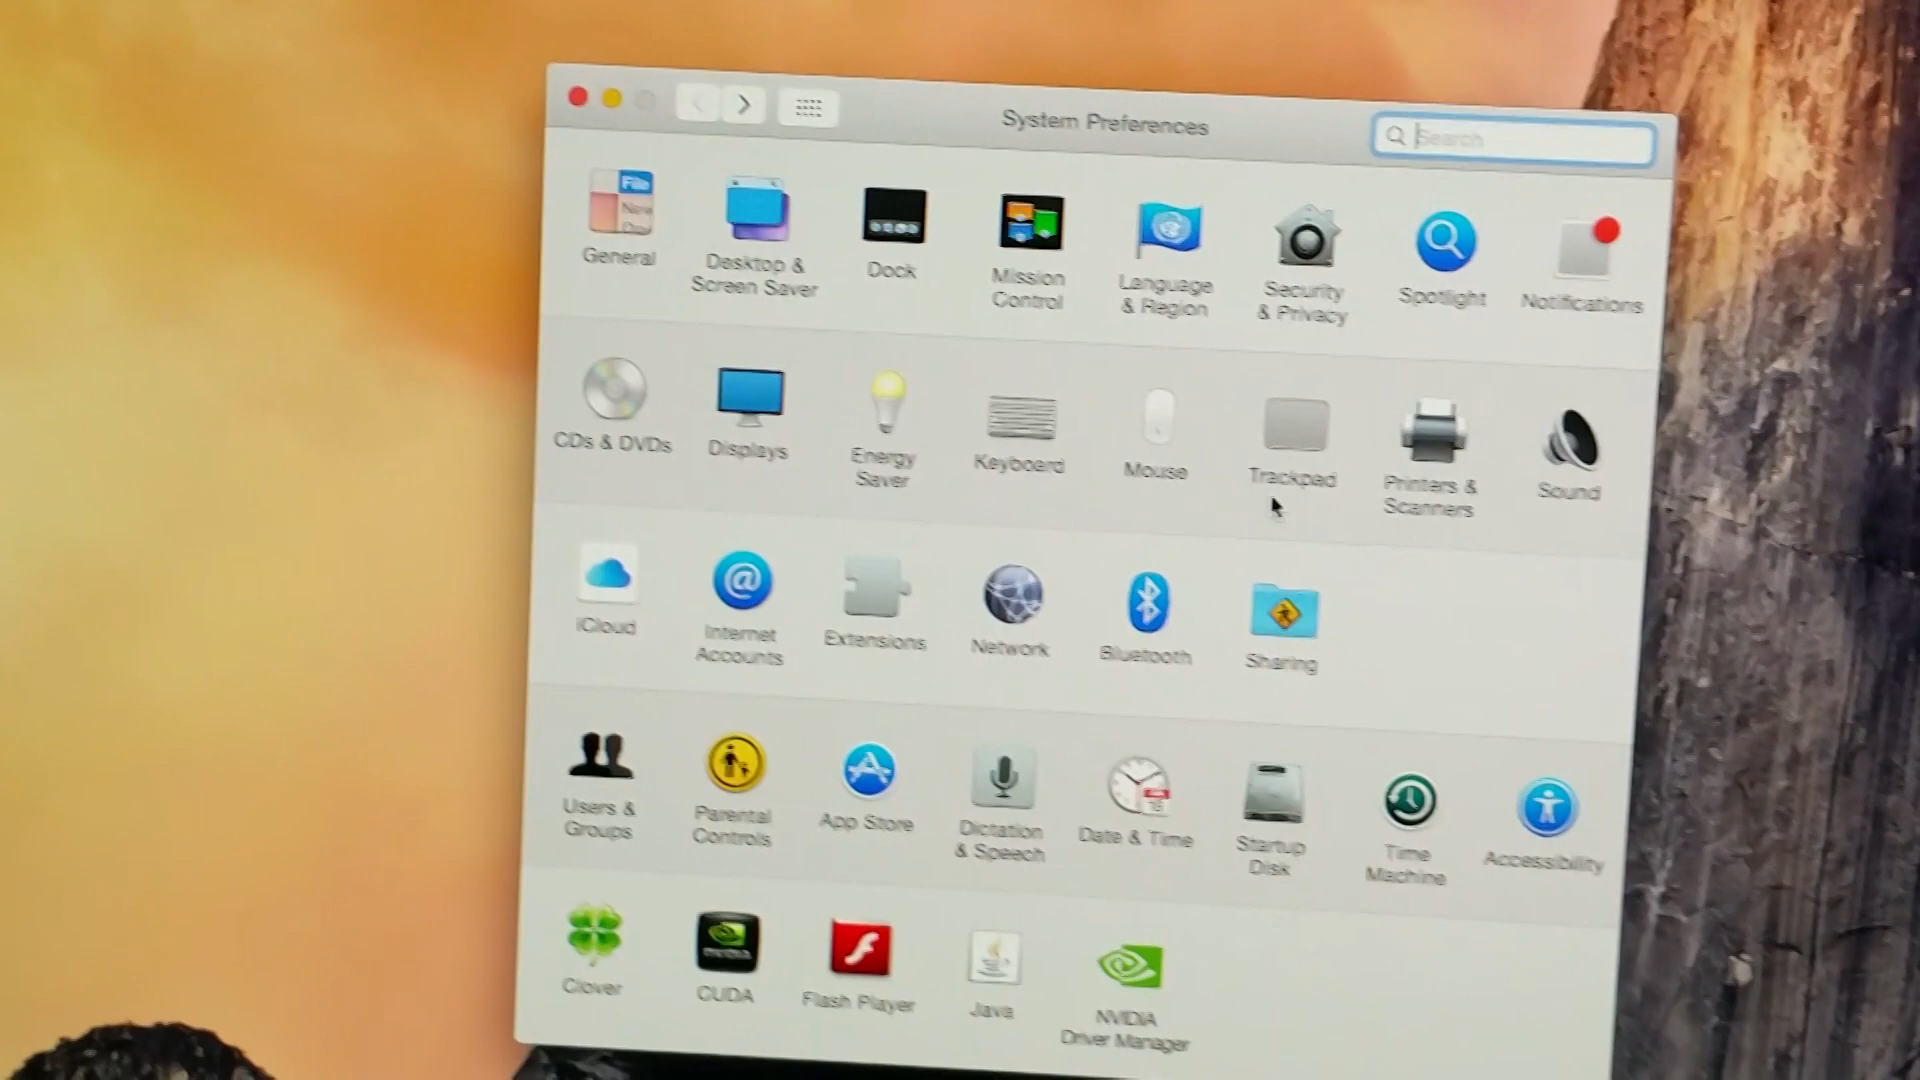 System Preferences
Search
File
New
General
Desktop &
Screen Saver
Dock
Mission
Control
Language
& Region
Security
& Privacy
Spotlight
Notifications
CDs & DVDs
Displays
Energy
Saver
Keyboard
Mouse
Trackpad
Printers &
Scanners
Sound
iCloud
Internet
Accounts
Extensions
Network
Bluetooth
Sharing
Users &
Groups
Parental
Controls
App Store
Dictation
& Speech
Date & Time
Startup
Disk
Time
Machine
Accessibility
Clover
NVIDIA
CUDA
Flash Player
Java
NVIDIA
Driver Manager